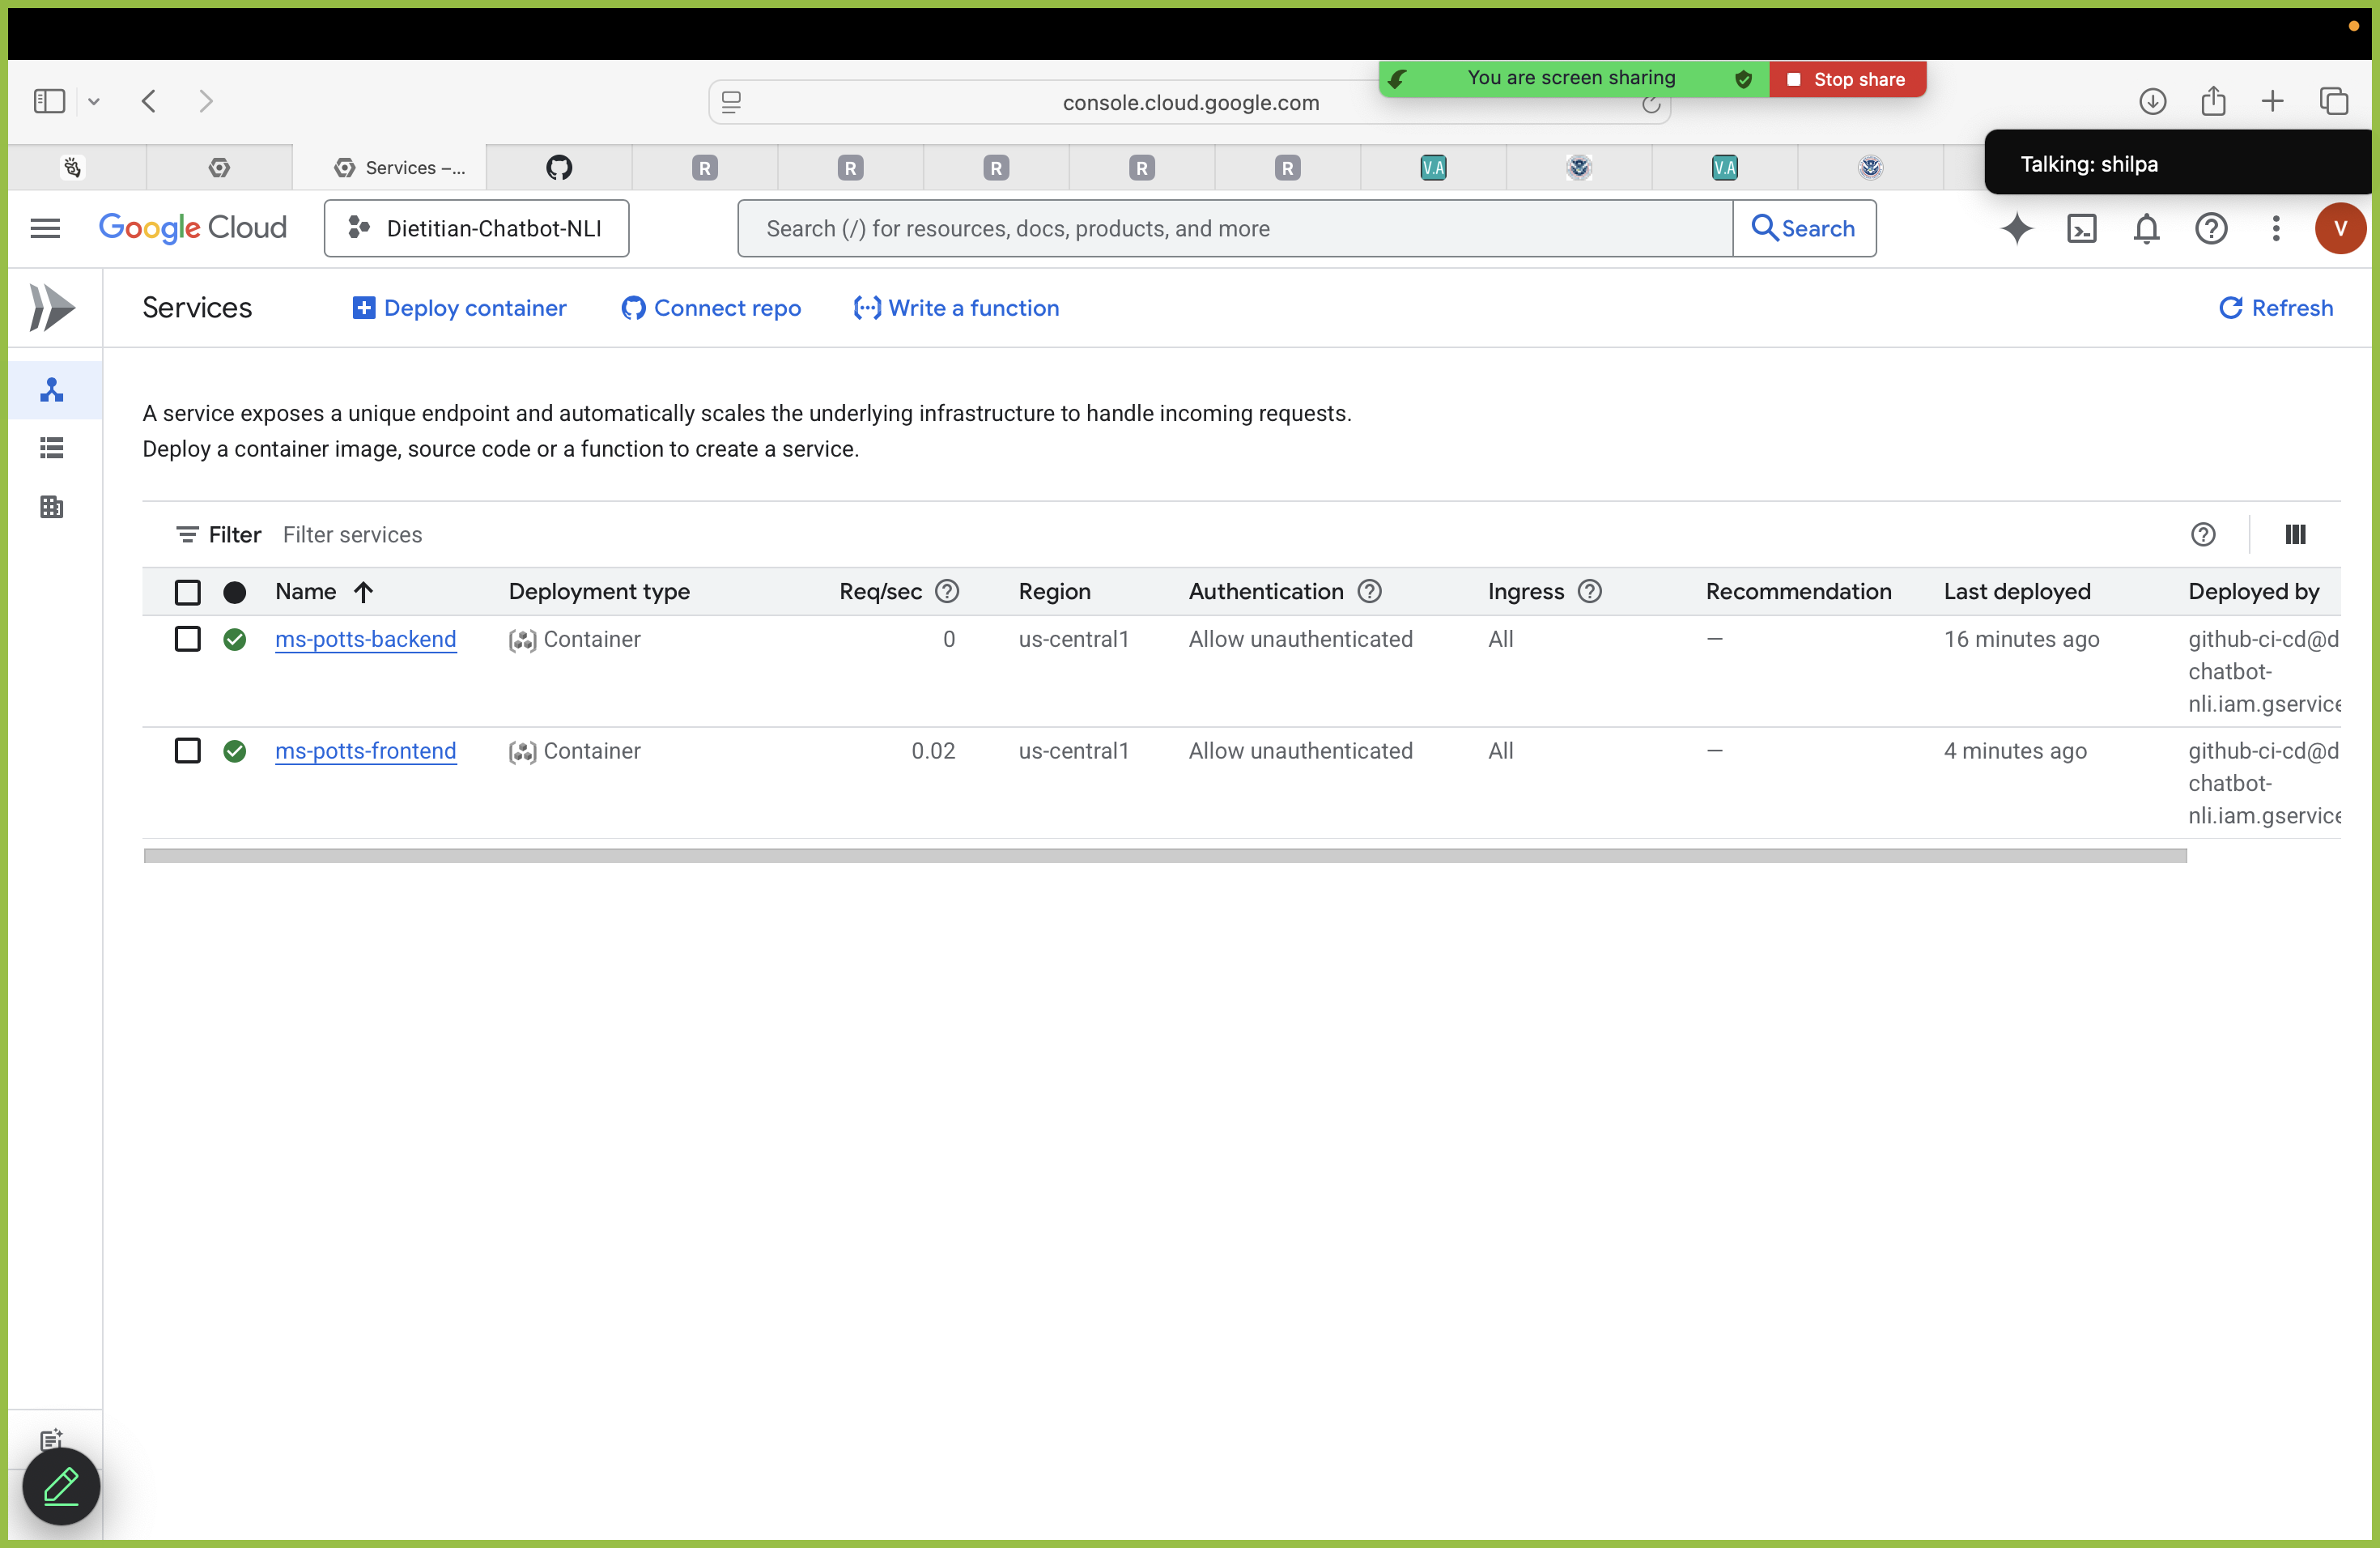 You are screen sharing
Stop share
console.cloud.google.com
Talking: shilpa
Services –...
R
R
R
R
R
V.A
V.A
Google Cloud
Dietitian-Chatbot-NLI
Search (/) for resources, docs, products, and more
Search
V
Services
Deploy container
Connect repo
Write a function
Refresh
A service exposes a unique endpoint and automatically scales the underlying infrastructure to handle incoming requests.
Deploy a container image, source code or a function to create a service.
Filter Filter services
Name Deployment type Req/sec Region Authentication Ingress Recommendation Last deployed Deployed by
ms-potts-backend Container 0 us-central1 Allow unauthenticated All — 16 minutes ago github-ci-cd@d
chatbot-
nli.iam.gservice
ms-potts-frontend Container 0.02 us-central1 Allow unauthenticated All — 4 minutes ago github-ci-cd@d
chatbot-
nli.iam.gservice